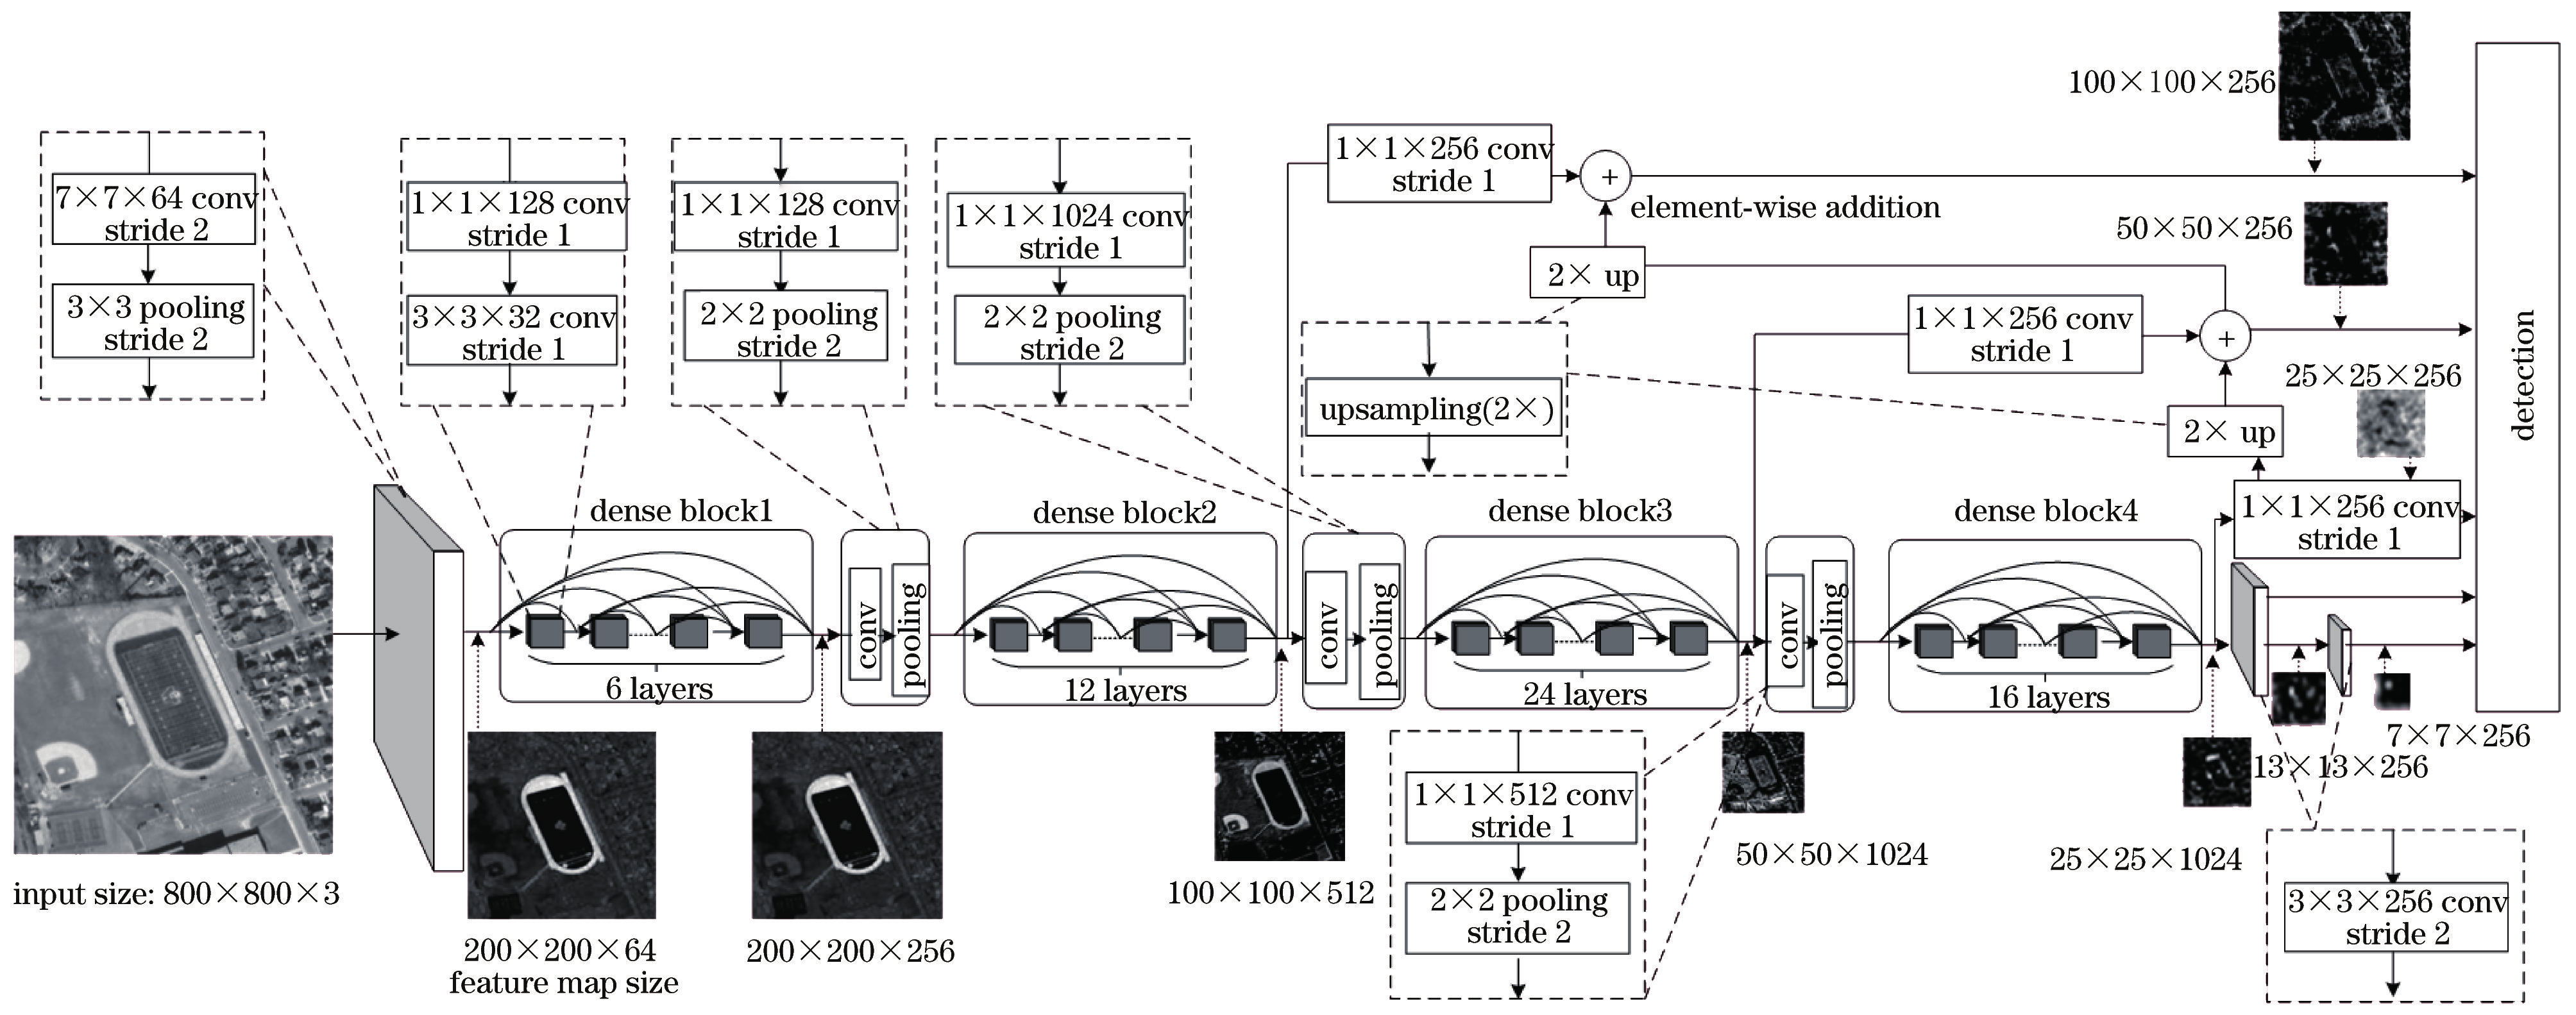 7×7×64 conv
stride 2
3×3 pooling
stride 2
1×1×128 conv
stride 1
3×3×32 conv
stride 1
1×1×128 conv
stride 1
2×2 pooling
stride 2
1×1×1024 conv
stride 1
2×2 pooling
stride 2
1×1×256 conv
stride 1
+
element-wise addition
2× up
upsampling(2×)
100×100×256
50×50×256
1×1×256 conv
stride 1
+
25×25×256
2× up
1×1×256 conv
stride 1
detection
dense block1
dense block2
dense block3
dense block4
conv
pooling
conv
pooling
conv
pooling
6 layers
12 layers
24 layers
16 layers
input size: 800×800×3
200×200×64
feature map size
200×200×256
100×100×512
1×1×512 conv
stride 1
2×2 pooling
stride 2
50×50×1024
25×25×1024
13×13×256
7×7×256
3×3×256 conv
stride 2